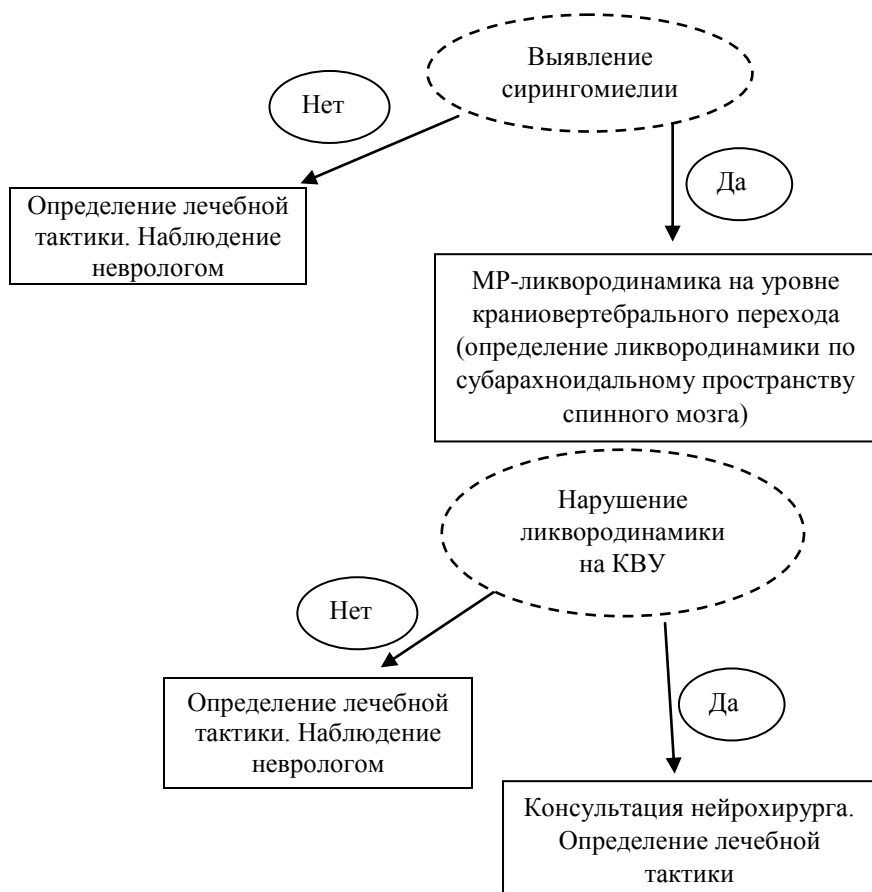 Выявление
сирингомиелии
Нет
Да
Определение лечебной
тактики. Наблюдение
неврологом
МР-ликвородинамика на уровне
краниовертебрального перехода
(определение ликвородинамики по
субарахноидальному пространству
спинного мозга)
Нарушение
ликвородинамики
на КВУ
Нет
Да
Определение лечебной
тактики. Наблюдение
неврологом
Консультация нейрохирурга.
Определение лечебной
тактики